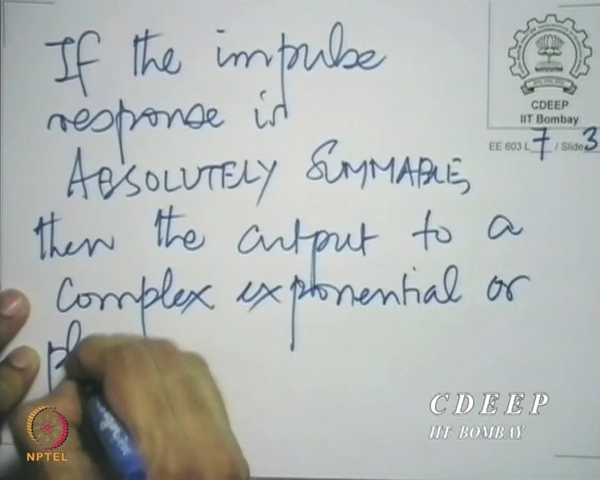 If the impulse
response is
ABSOLUTELY SUMMABLE,
then the output to a
complex exponential or
CDEEP
IIT Bombay
EE 603 L 7 / Slide 3
CDEEP
IIT BOMBAY
NPTEL